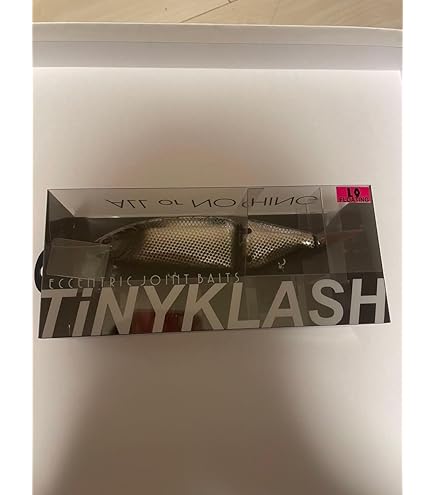 ALL or NOTHING
LO
FLOATING
ECCENTRIC JOINT BAITS
TiNYKLASH